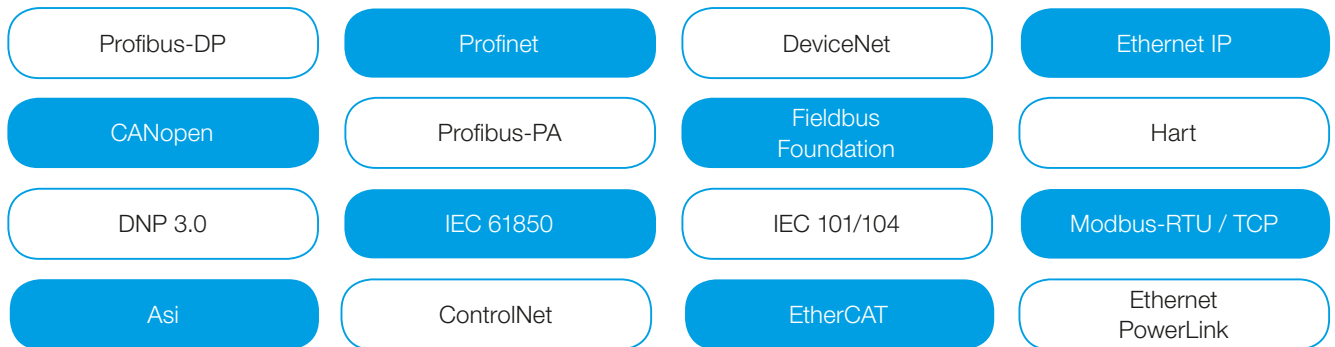 Profibus-DP
Profinet
DeviceNet
Ethernet IP
CANopen
Profibus-PA
Fieldbus
Foundation
Hart
DNP 3.0
IEC 61850
IEC 101/104
Modbus-RTU / TCP
Asi
ControlNet
EtherCAT
Ethernet
PowerLink